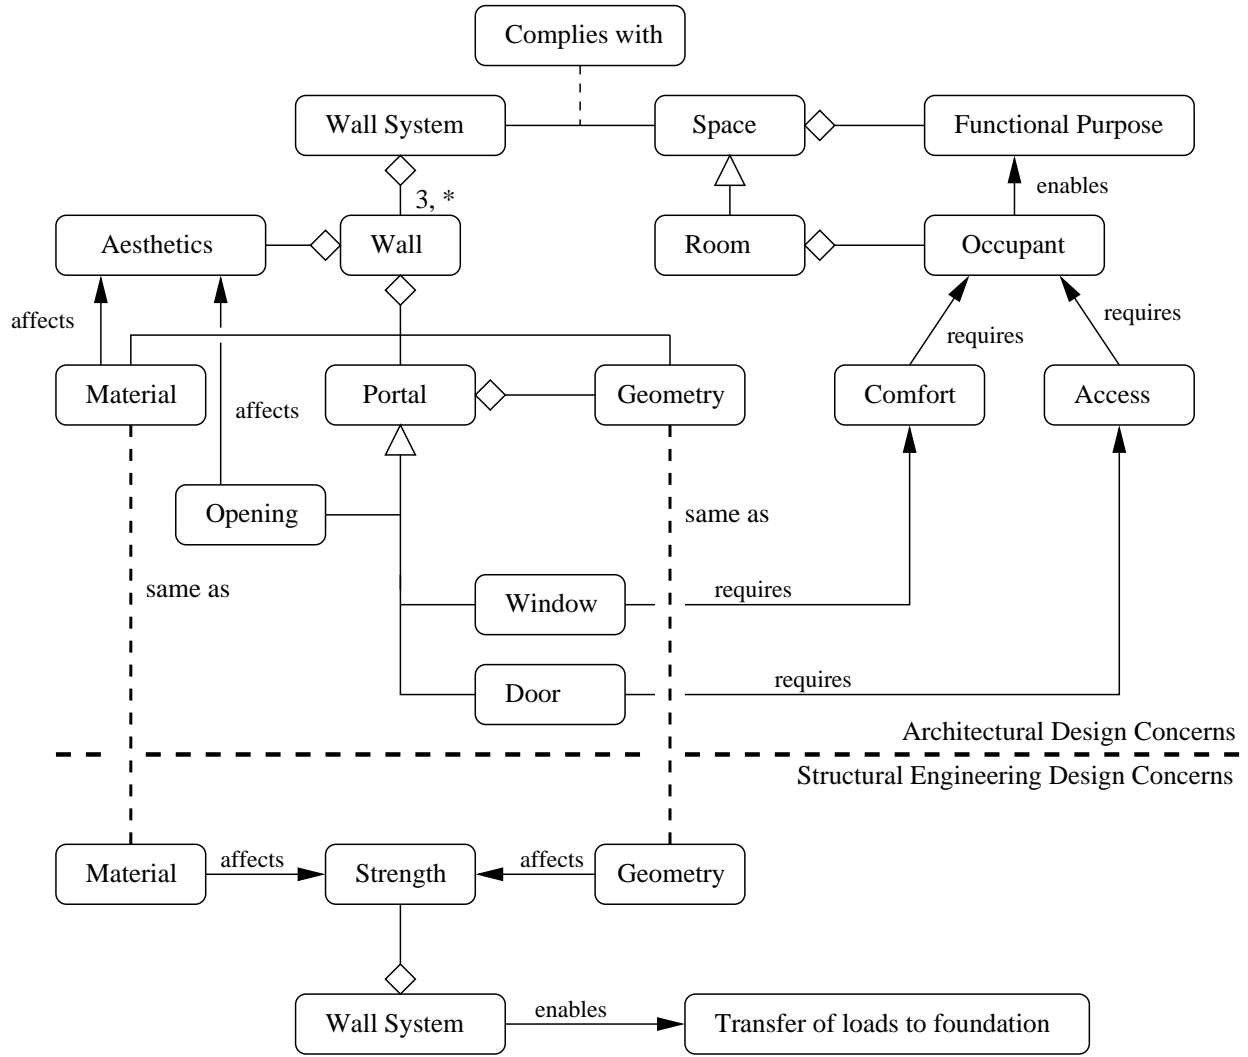 Complies with
Wall System
Space
Functional Purpose
enables
3, *
Aesthetics
Wall
Room
Occupant
affects
requires
requires
Material
Portal
Geometry
Comfort
Access
affects
Opening
same as
same as
Window
requires
Door
requires
Architectural Design Concerns
Structural Engineering Design Concerns
Material
affects
Strength
affects
Geometry
Wall System
enables
Transfer of loads to foundation